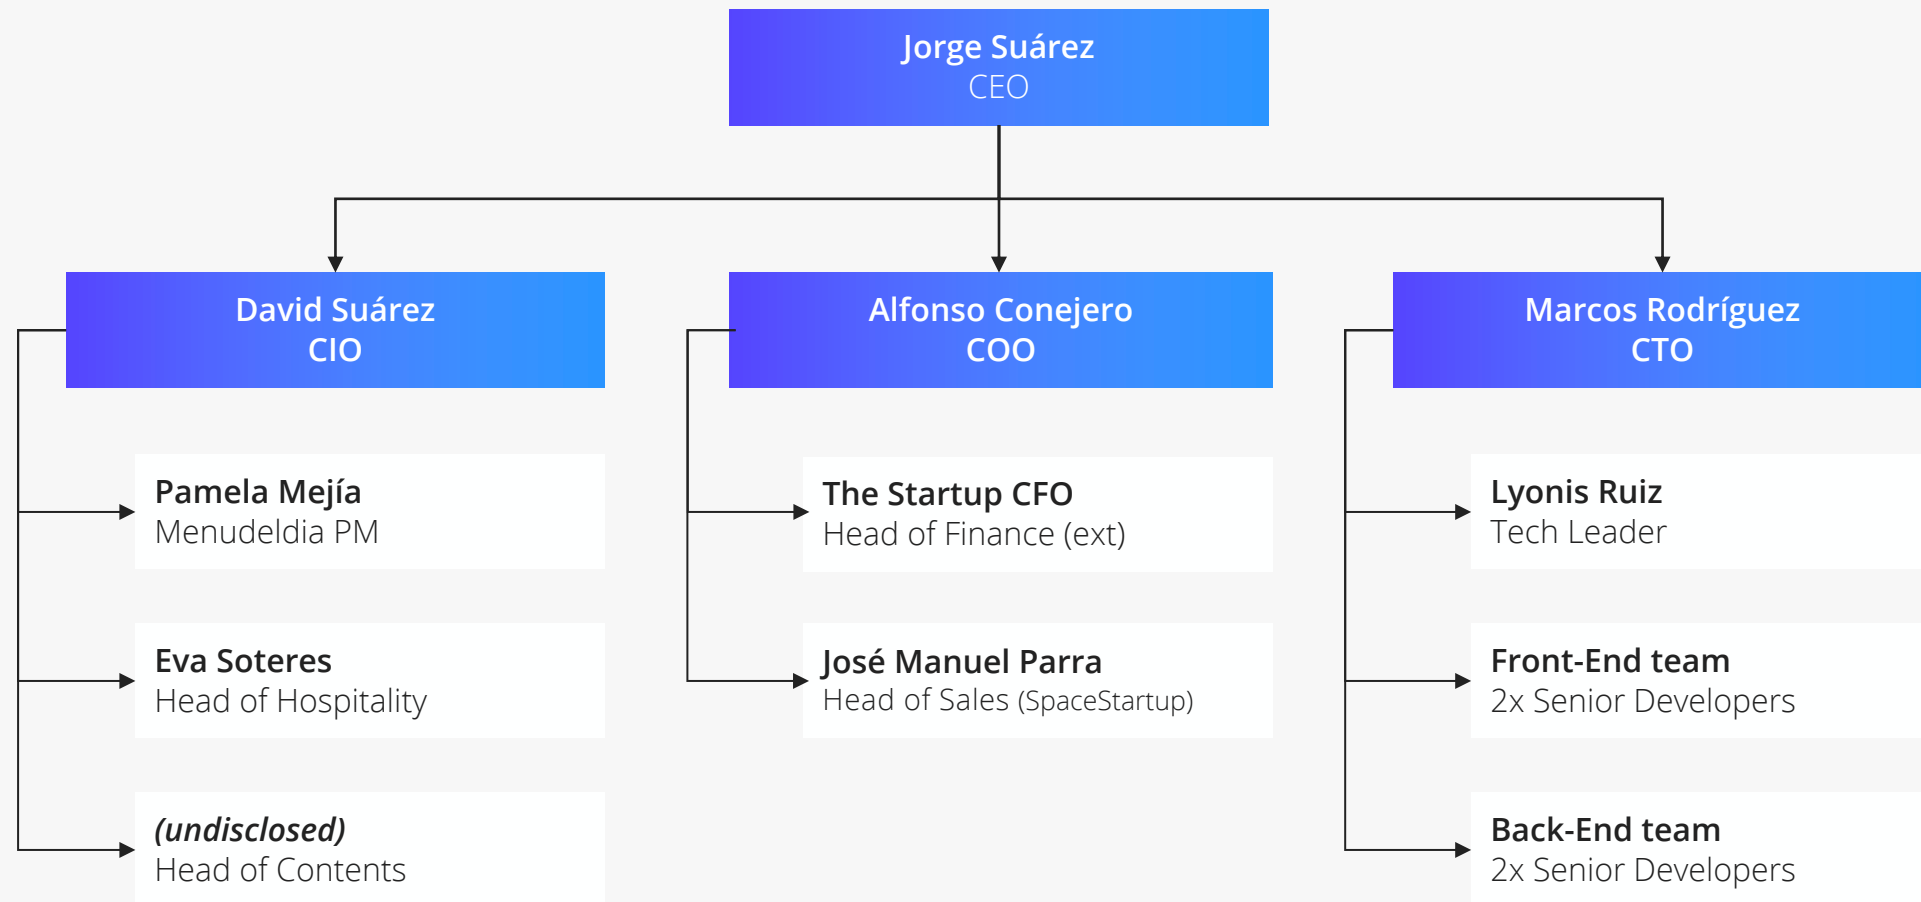 Jorge Suárez
CEO
David Suárez
CIO
Pamela Mejía
Menudeldia PM
Eva Soteres
Head of Hospitality
(undisclosed)
Head of Contents
Alfonso Conejero
COO
The Startup CFO
Head of Finance (ext)
José Manuel Parra
Head of Sales (SpaceStartup)
Marcos Rodríguez
CTO
Lyonis Ruiz
Tech Leader
Front-End team
2x Senior Developers
Back-End team
2x Senior Developers